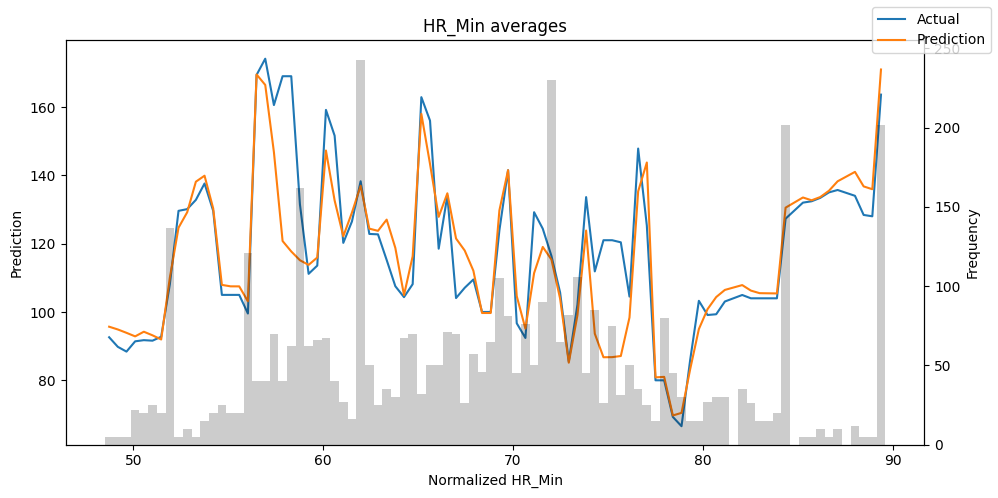 HR_Min averages
Actual
Prediction
Prediction
160
140
120
100
80
250
200
150
100
50
0
Frequency
50 60 70 80 90
Normalized HR_Min